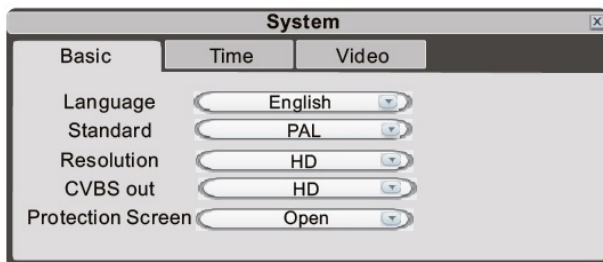 System
Basic Time Video
Language English
Standard PAL
Resolution HD
CVBS out HD
Protection Screen Open